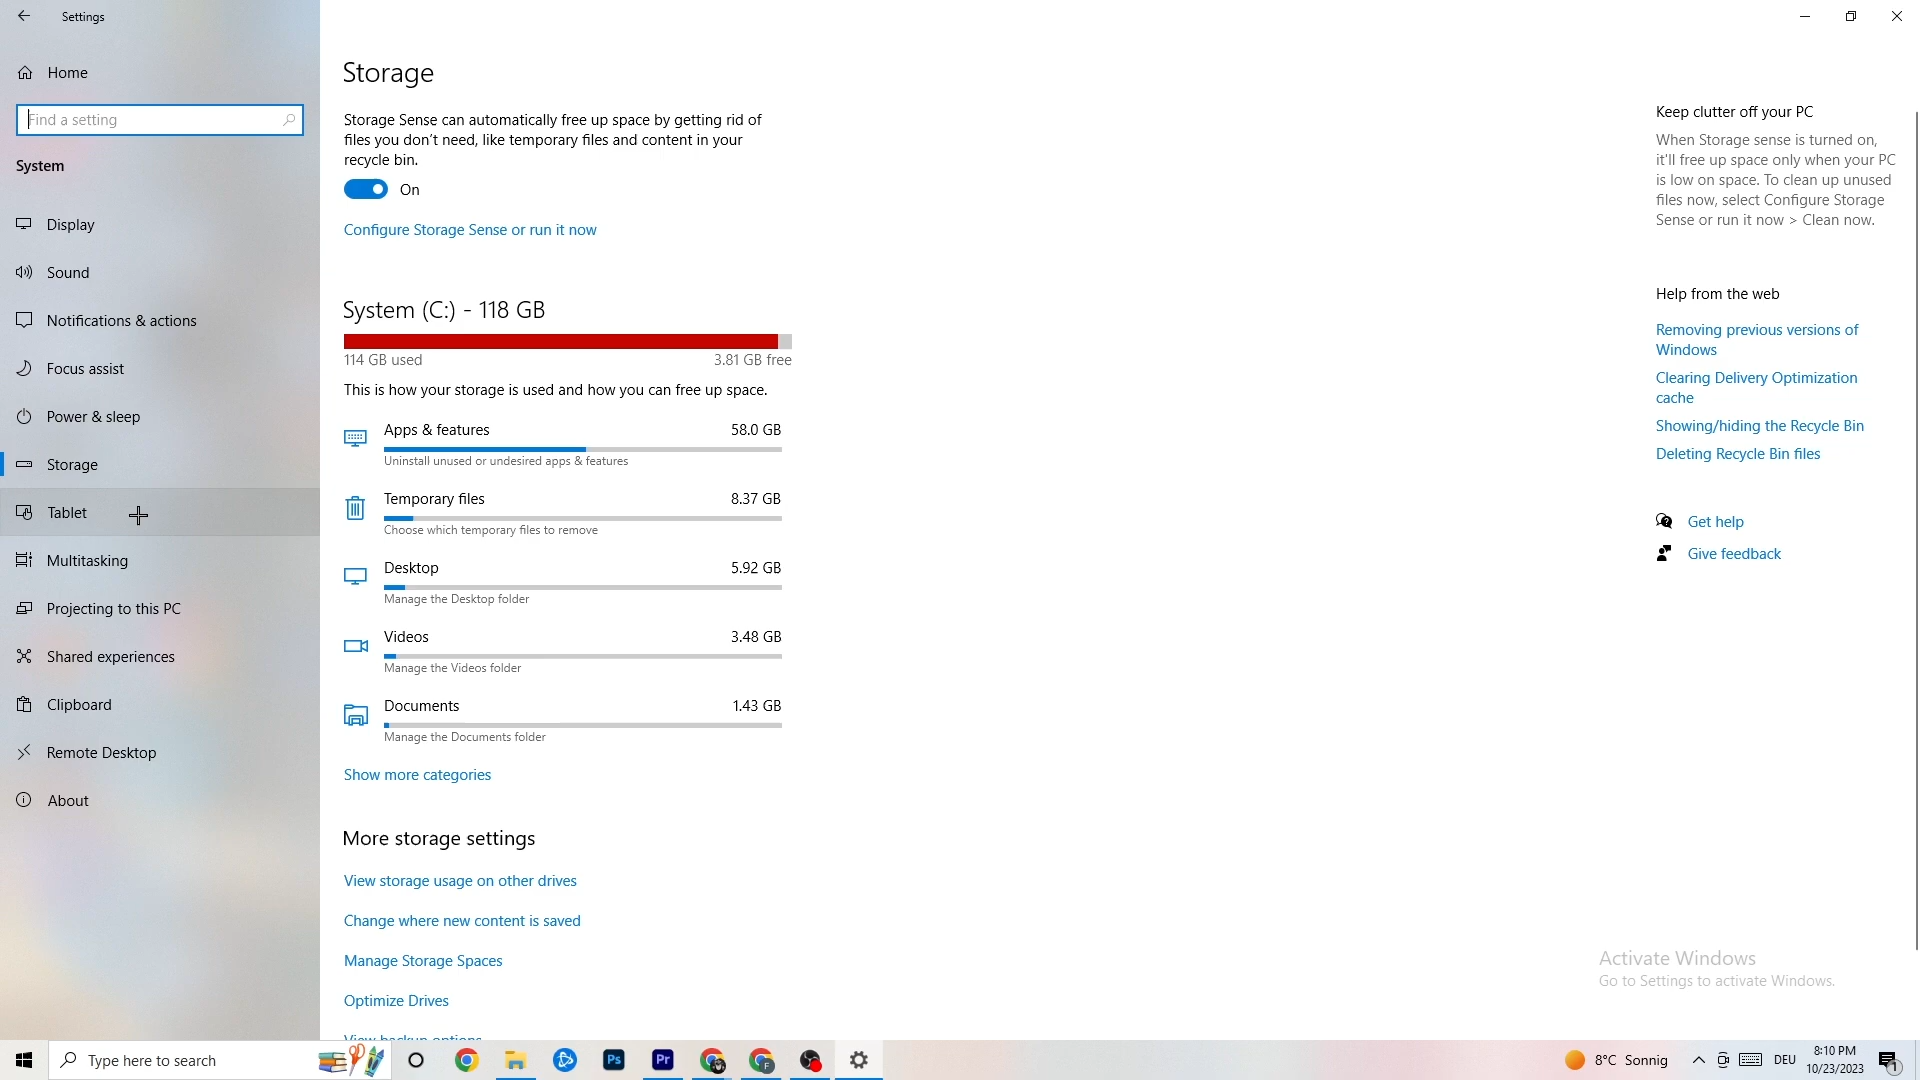 Settings
Home
Find a setting
System
Display
Sound
Notifications & actions
Focus assist
Power & sleep
Storage
Tablet
Multitasking
Projecting to this PC
Shared experiences
Clipboard
Remote Desktop
About
Storage
Storage Sense can automatically free up space by getting rid of
files you don't need, like temporary files and content in your
recycle bin.
On
Configure Storage Sense or run it now
System (C:) - 118 GB
114 GB used 3.81 GB free
This is how your storage is used and how you can free up space.
Apps & features 58.0 GB
Uninstall unused or undesired apps & features
Temporary files 8.37 GB
Choose which temporary files to remove
Desktop 5.92 GB
Manage the Desktop folder
Videos 3.48 GB
Manage the Videos folder
Documents 1.43 GB
Manage the Documents folder
Show more categories
More storage settings
View storage usage on other drives
Change where new content is saved
Manage Storage Spaces
Optimize Drives
View backup options
Keep clutter off your PC
When Storage sense is turned on,
it'll free up space only when your PC
is low on space. To clean up unused
files now, select Configure Storage
Sense or run it now > Clean now.
Help from the web
Removing previous versions of
Windows
Clearing Delivery Optimization
cache
Showing/hiding the Recycle Bin
Deleting Recycle Bin files
Get help
Give feedback
Activate Windows
Go to Settings to activate Windows.
Type here to search
Ps
Pr
F
8°C Sonnig
DEU
8:10 PM
10/23/2023
1